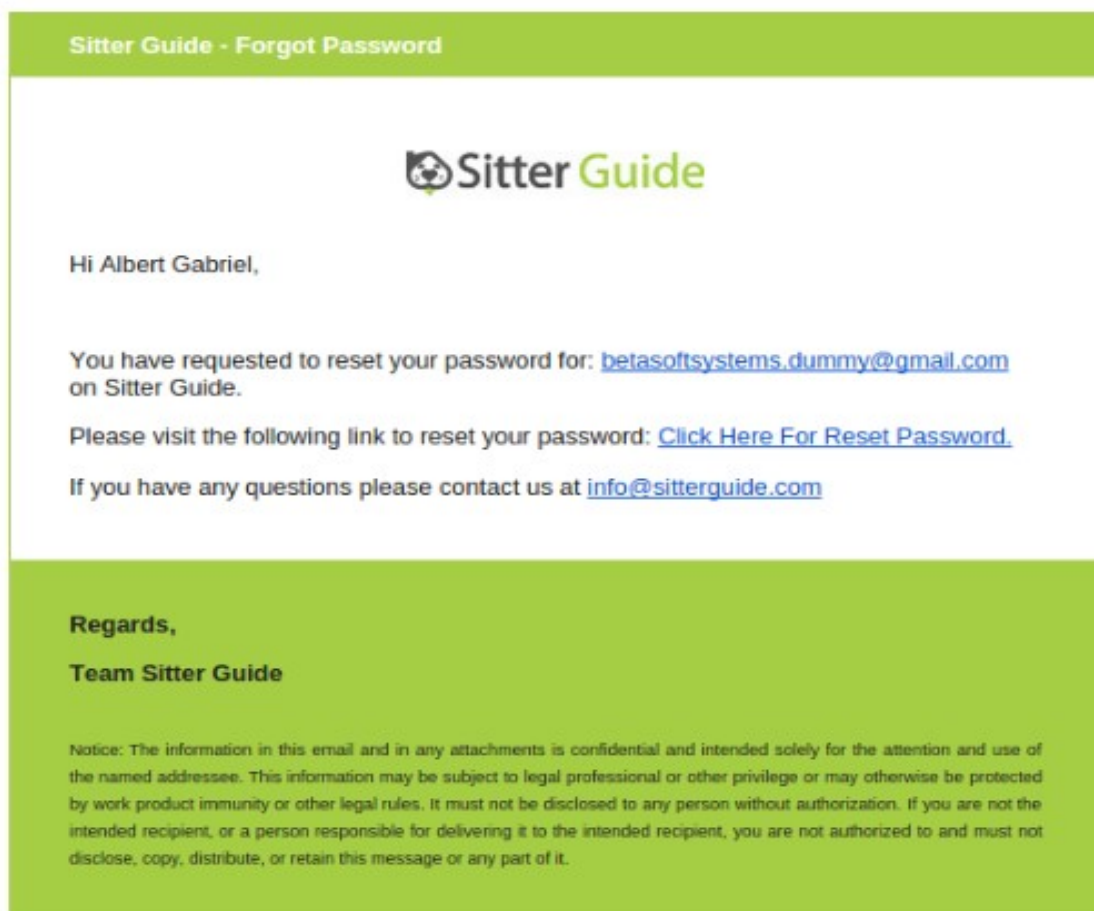 Sitter Guide - Forgot Password
Sitter Guide
Hi Albert Gabriel,
You have requested to reset your password for: betasoftsystems.dummy@gmail.com
on Sitter Guide.
Please visit the following link to reset your password: Click Here For Reset Password.
If you have any questions please contact us at info@sitterguide.com
Regards,
Team Sitter Guide
Notice: The information in this email and in any attachments is confidential and intended solely for the attention and use of
the named addressee. This information may be subject to legal professional or other privilege or may otherwise be protected
by work product immunity or other legal rules. It must not be disclosed to any person without authorization. If you are not the
intended recipient, or a person responsible for delivering it to the intended recipient, you are not authorized to and must not
disclose, copy, distribute, or retain this message or any part of it.